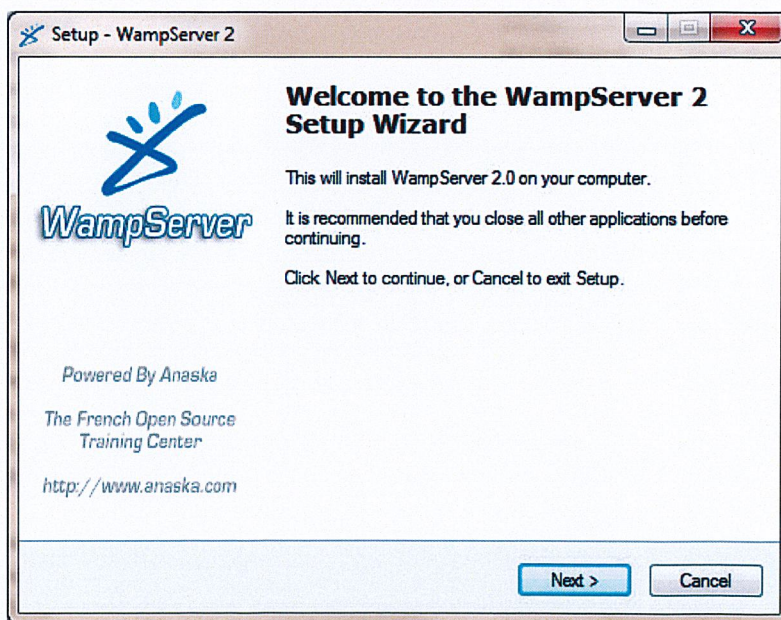 Setup - WampServer 2
WampServer
Powered By Anaska
The French Open Source
Training Center
http://www.anaska.com
Welcome to the WampServer 2
Setup Wizard
This will install WampServer 2.0 on your computer.
It is recommended that you close all other applications before
continuing.
Click Next to continue, or Cancel to exit Setup.
Next >
Cancel